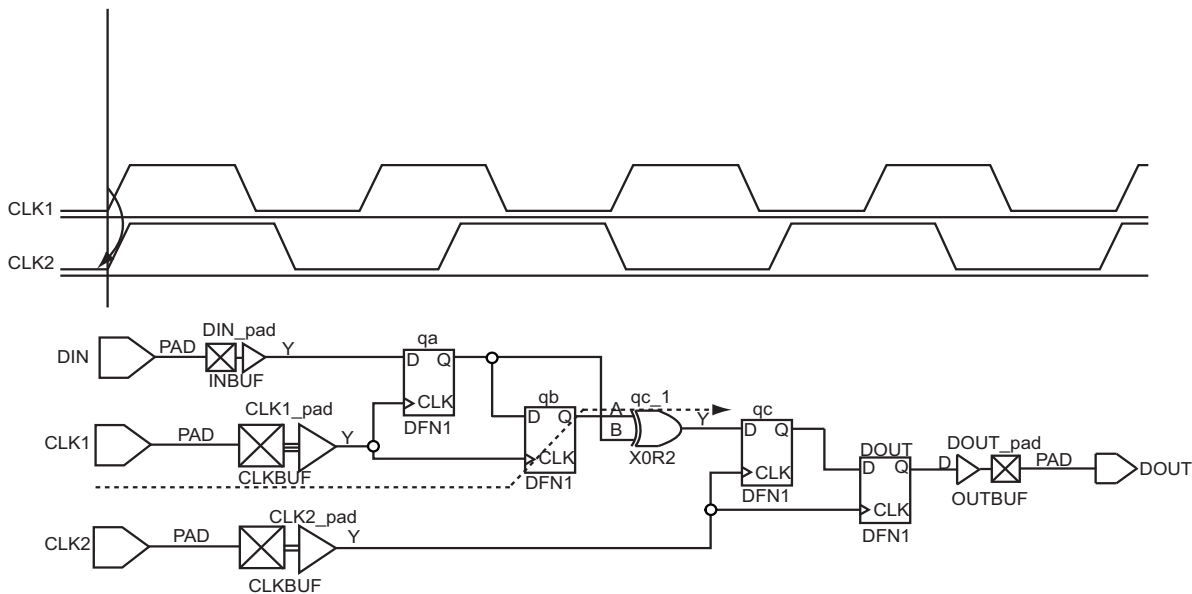 CLK1
CLK2
DIN
PAD
DIN_pad
INBUF
Y
qa
D Q
CLK
DFN1
CLK1
PAD
CLK1_pad
CLKBUF
Y
qb
D Q
CLK
DFN1
qc_1
A
B
Y
X0R2
qc
D Q
CLK
DFN1
DOUT
D Q
CLK
DFN1
D
DOUT_pad
OUTBUF
PAD
DOUT
CLK2
PAD
CLK2_pad
CLKBUF
Y